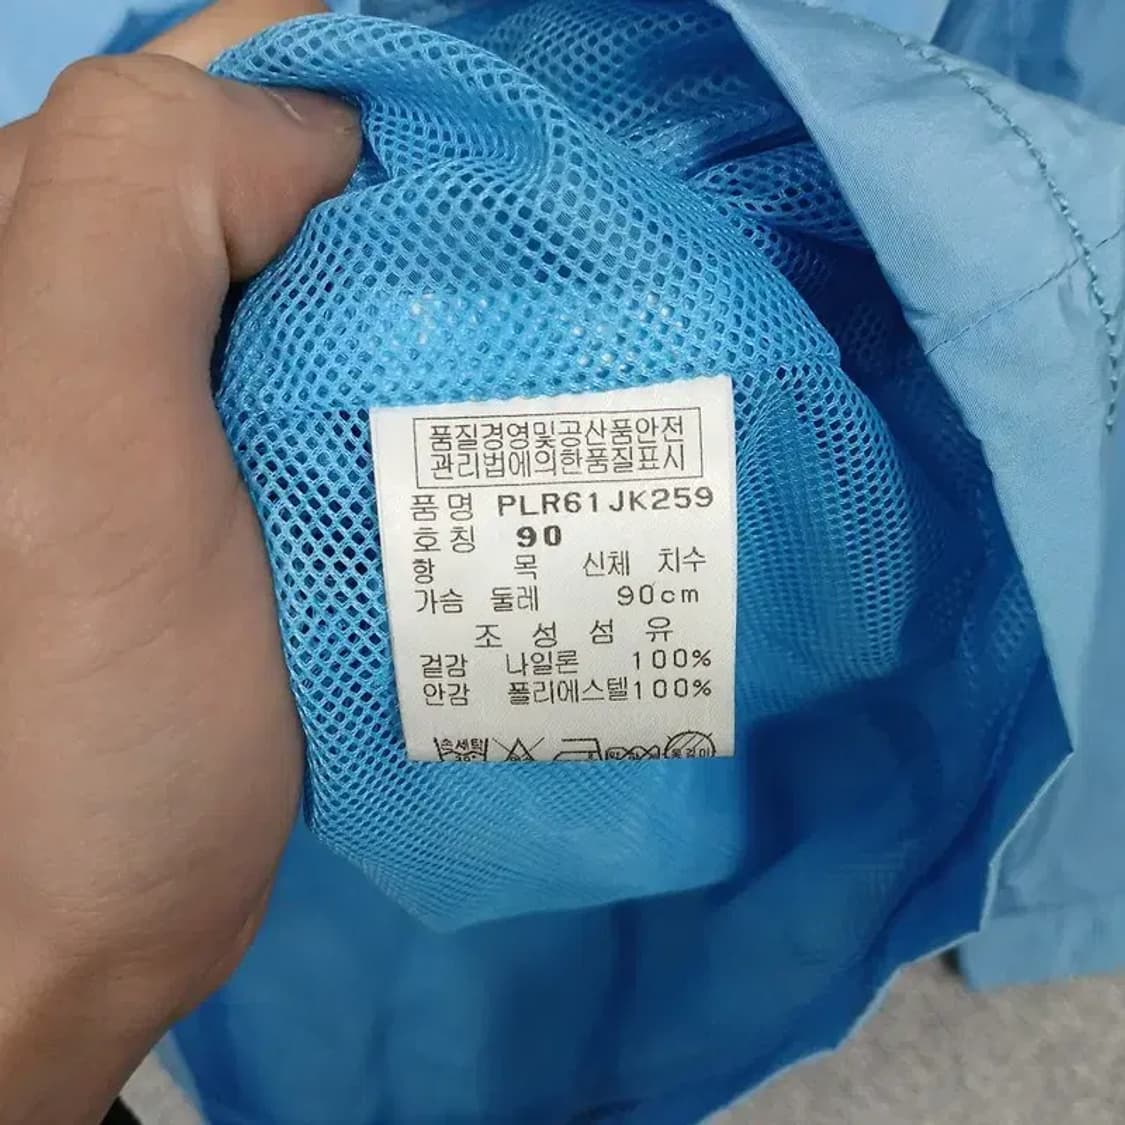 품질경영및공산품안전
관리법에의한품질표시
품명 PLR61JK259
호칭 90
항 목 신체 치수
가슴 둘레 90cm
조성섬유
겉감 나일론 100%
안감 폴리에스텔100%
손세탁